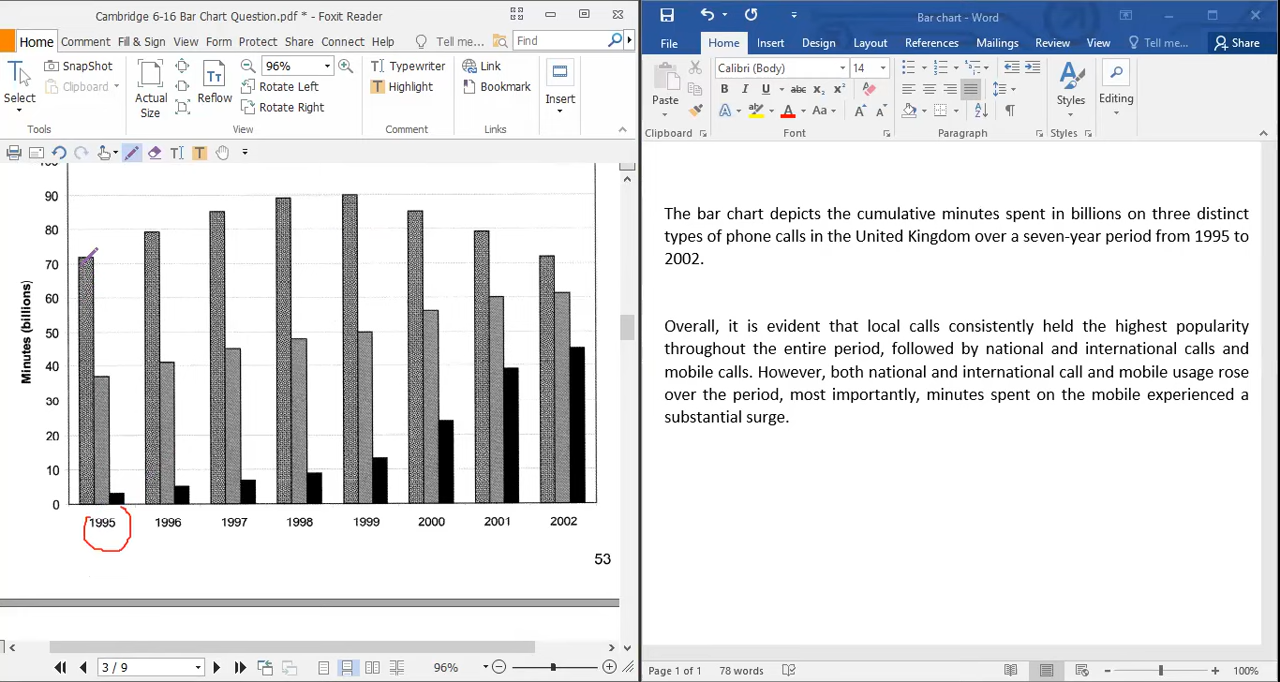 Cambridge 6-16 Bar Chart Question.pdf * - Foxit Reader
Home Comment Fill & Sign View Form Protect Share Connect Help Tell me... Find
Select
SnapShot
Clipboard
Tools
Actual Size
Reflow
96%
Rotate Left
Rotate Right
View
Typewriter
Highlight
Comment
Link
Bookmark
Links
Insert
100
90
80
70
60
50
40
30
20
10
0
Minutes (billions)
1995 1996 1997 1998 1999 2000 2001 2002
53
3 / 9
96%
Bar chart - Word
File Home Insert Design Layout References Mailings Review View Tell me... Share
Paste
Clipboard
Calibri (Body) 14
B I U abc x₂ x²
A A Aa A A
Font
Paragraph
Styles
Styles
Editing
The bar chart depicts the cumulative minutes spent in billions on three distinct
types of phone calls in the United Kingdom over a seven-year period from 1995 to
2002.
Overall, it is evident that local calls consistently held the highest popularity
throughout the entire period, followed by national and international calls and
mobile calls. However, both national and international call and mobile usage rose
over the period, most importantly, minutes spent on the mobile experienced a
substantial surge.
Page 1 of 1 78 words
100%